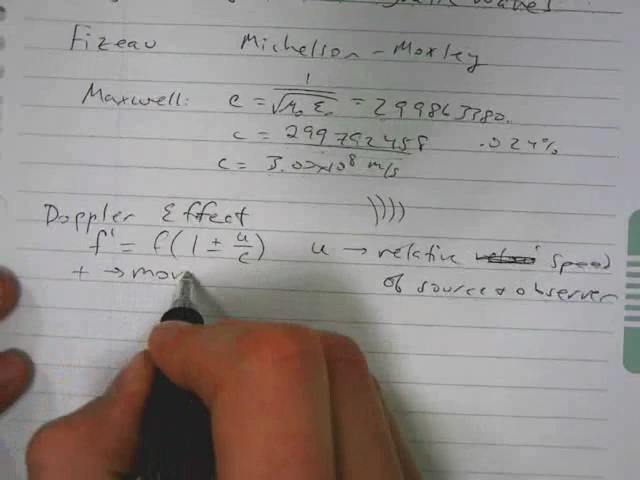 Fizeau Michelson - Morley
Maxwell: c = 1/√μ₀ε₀ = 299863380.
c = 299792458 .024%
c = 3.00×10⁸ m/s
Doppler Effect ))))
f' = f(1 ± u/c) u → relative speed
+ → mov of source & observer